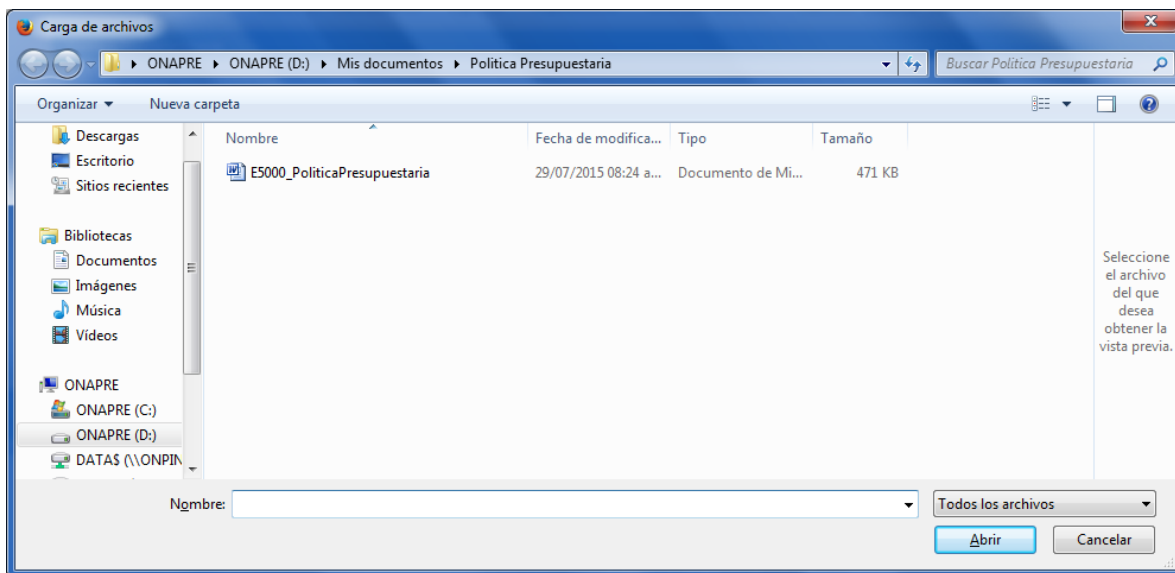 Carga de archivos
ONAPRE ONAPRE (D:) Mis documentos Politica Presupuestaria
Buscar Politica Presupuestaria
Organizar Nueva carpeta
Descargas
Escritorio
Sitios recientes
Bibliotecas
Documentos
Imágenes
Música
Vídeos
ONAPRE
ONAPRE (C:)
ONAPRE (D:)
DATA$ (\\ONPIN
Nombre Fecha de modifica... Tipo Tamaño
E5000_PoliticaPresupuestaria 29/07/2015 08:24 a... Documento de Mi... 471 KB
Seleccione
el archivo
del que
desea
obtener la
vista previa.
Nombre:
Todos los archivos
Abrir Cancelar